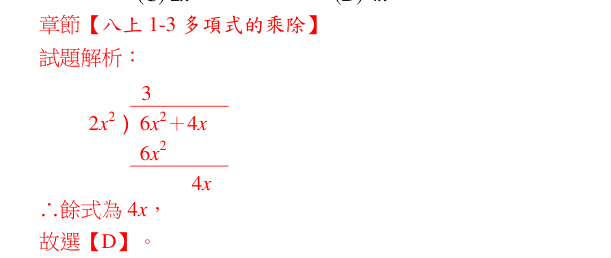 章節【八上 1-3 多項式的乘除】
試題解析：
3
2x²）6x²＋4x
6x²
4x
∴餘式為 4x，
故選【D】。